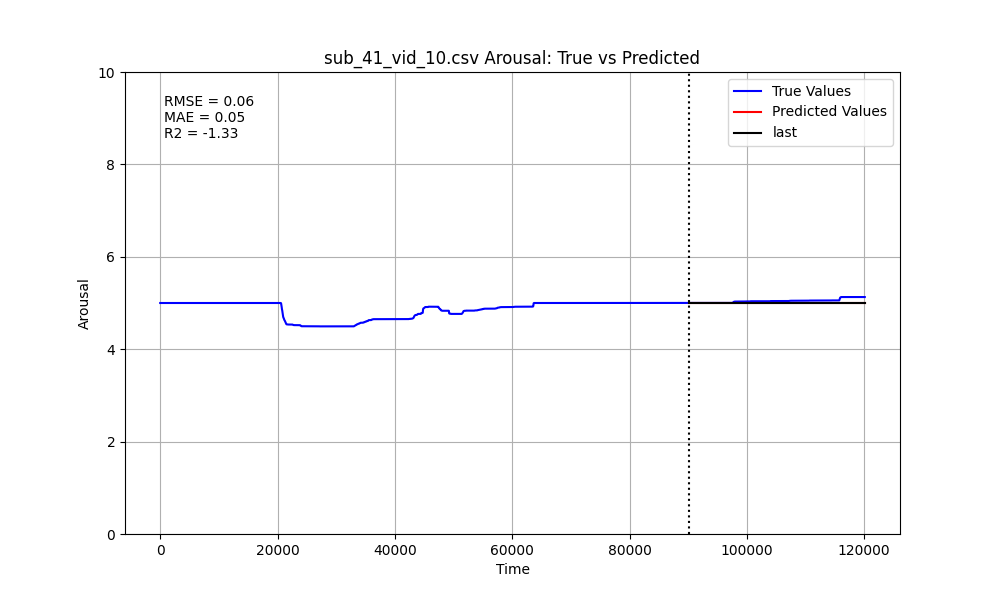 sub_41_vid_10.csv Arousal: True vs Predicted
RMSE = 0.06
MAE = 0.05
R2 = -1.33
True Values
Predicted Values
last
10
8
6
4
2
0
Arousal
0
20000
40000
60000
80000
100000
120000
Time